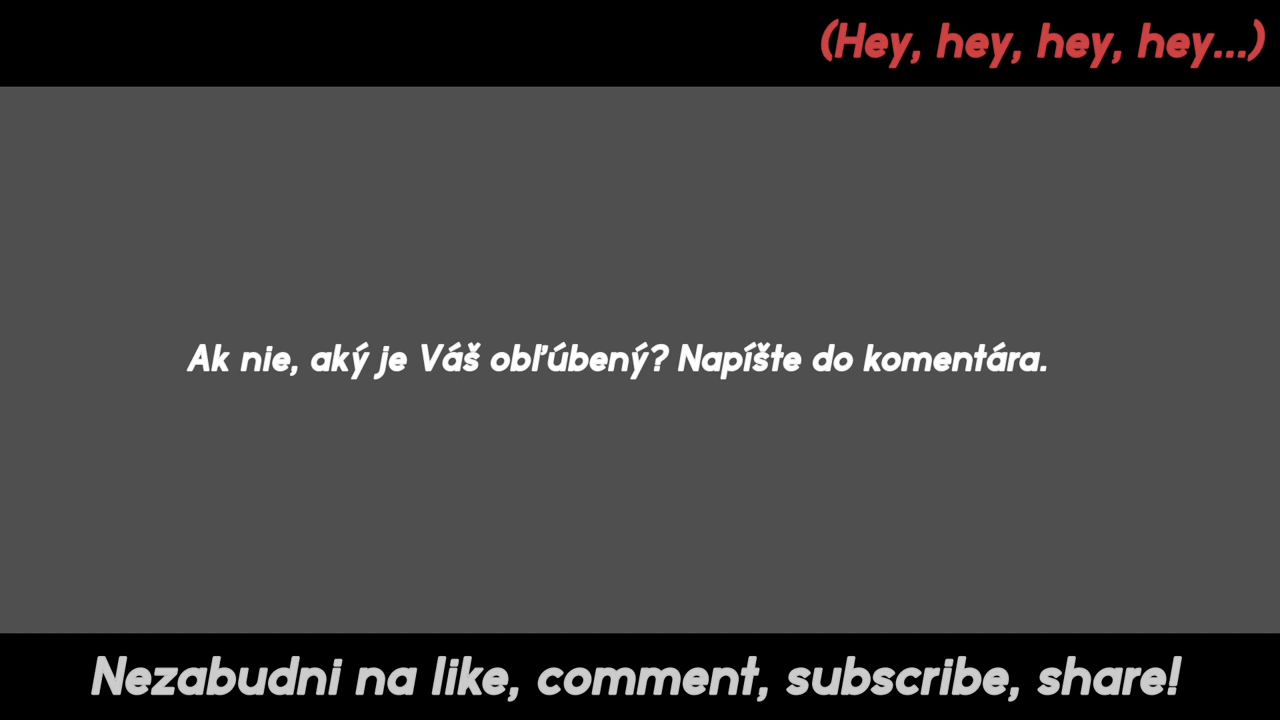 (Hey, hey, hey, hey...)
Ak nie, aký je Váš obľúbený? Napíšte do komentára.
Nezabudni na like, comment, subscribe, share!